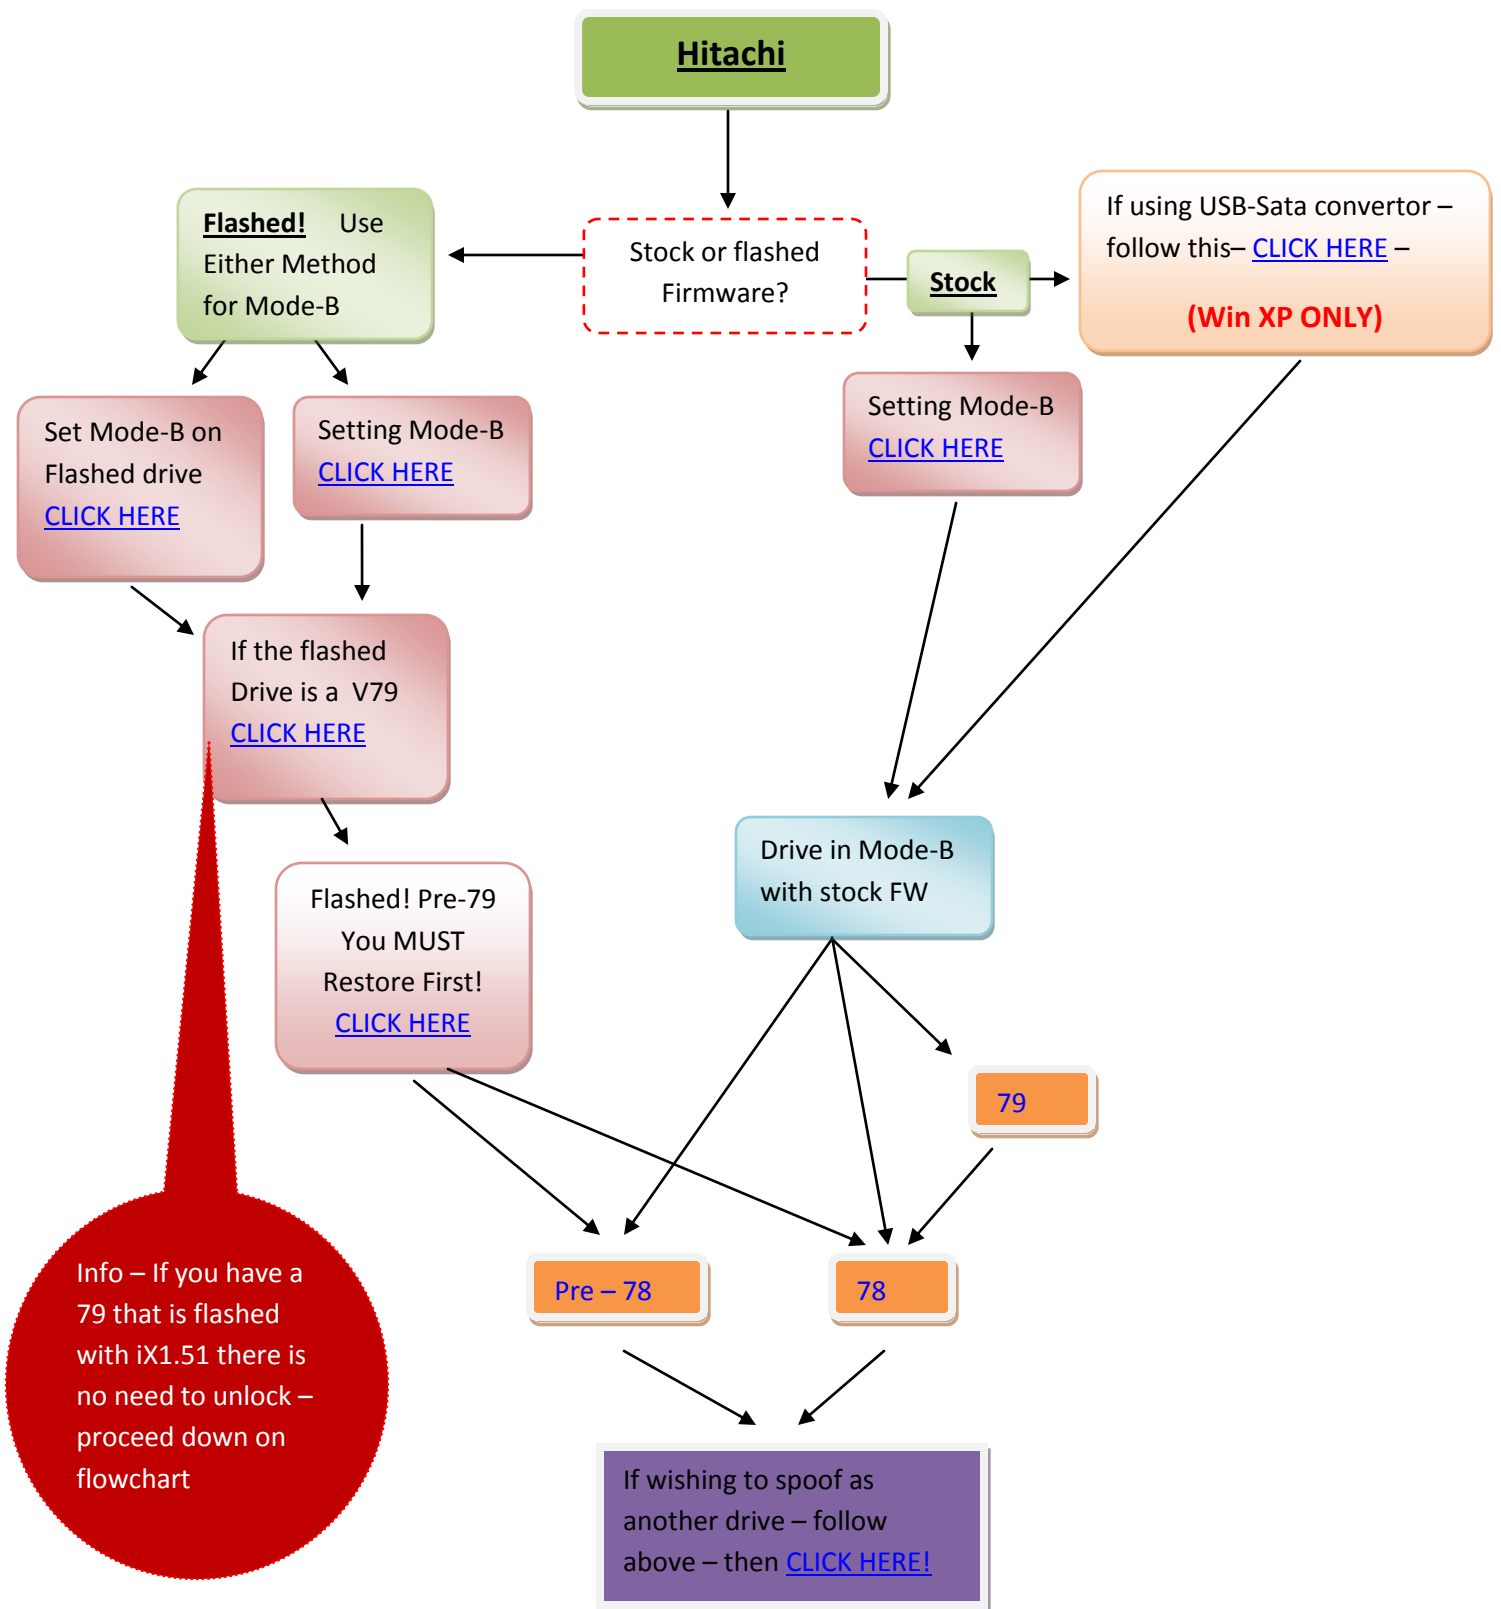 Hitachi
Flashed! Use
Either Method
for Mode-B
Stock or flashed
Firmware?
Stock
If using USB-Sata convertor –
follow this– CLICK HERE –
(Win XP ONLY)
Set Mode-B on
Flashed drive
CLICK HERE
Setting Mode-B
CLICK HERE
Setting Mode-B
CLICK HERE
If the flashed
Drive is a V79
CLICK HERE
Drive in Mode-B
with stock FW
Flashed! Pre-79
You MUST
Restore First!
CLICK HERE
79
Pre – 78
78
Info – If you have a
79 that is flashed
with iX1.51 there is
no need to unlock –
proceed down on
flowchart
If wishing to spoof as
another drive – follow
above – then CLICK HERE!